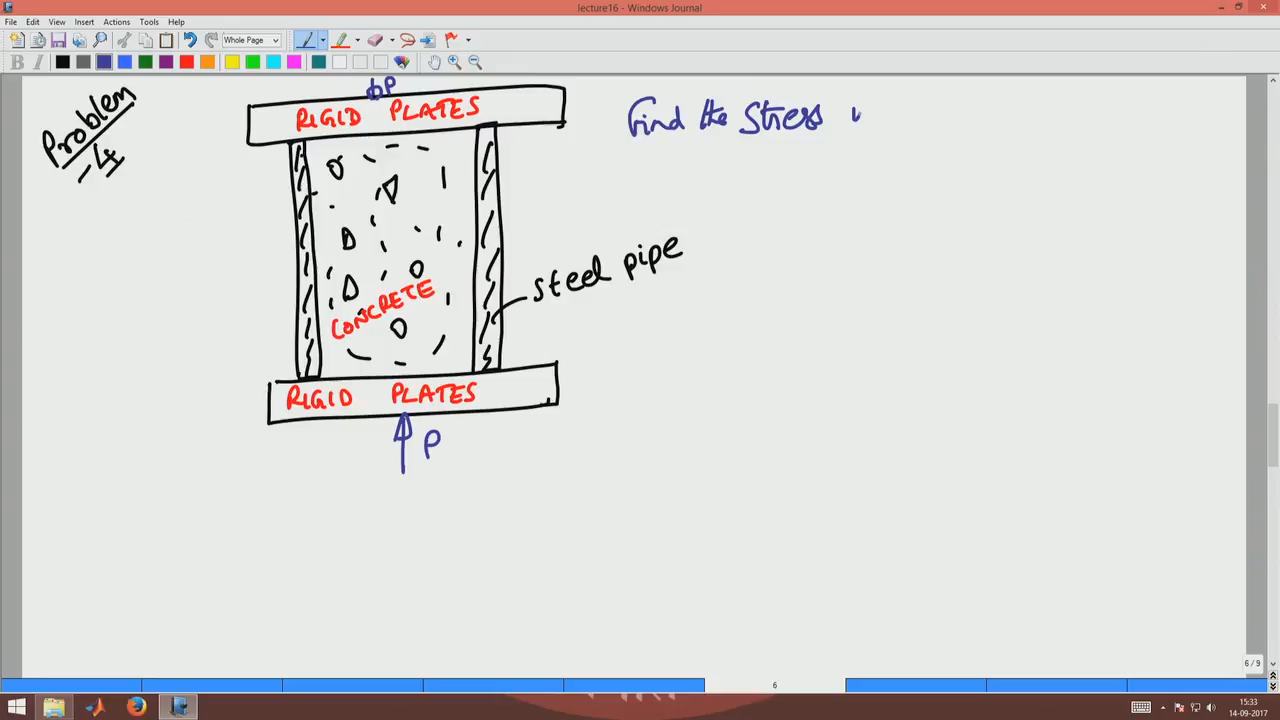 lecture16 - Windows Journal
File Edit View Insert Actions Tools Help
Whole Page
B I
Problem
-4
P
RIGID PLATES
Find the Stress
steel pipe
CONCRETE
RIGID PLATES
P
6 / 9
6
15:33
14-09-2017